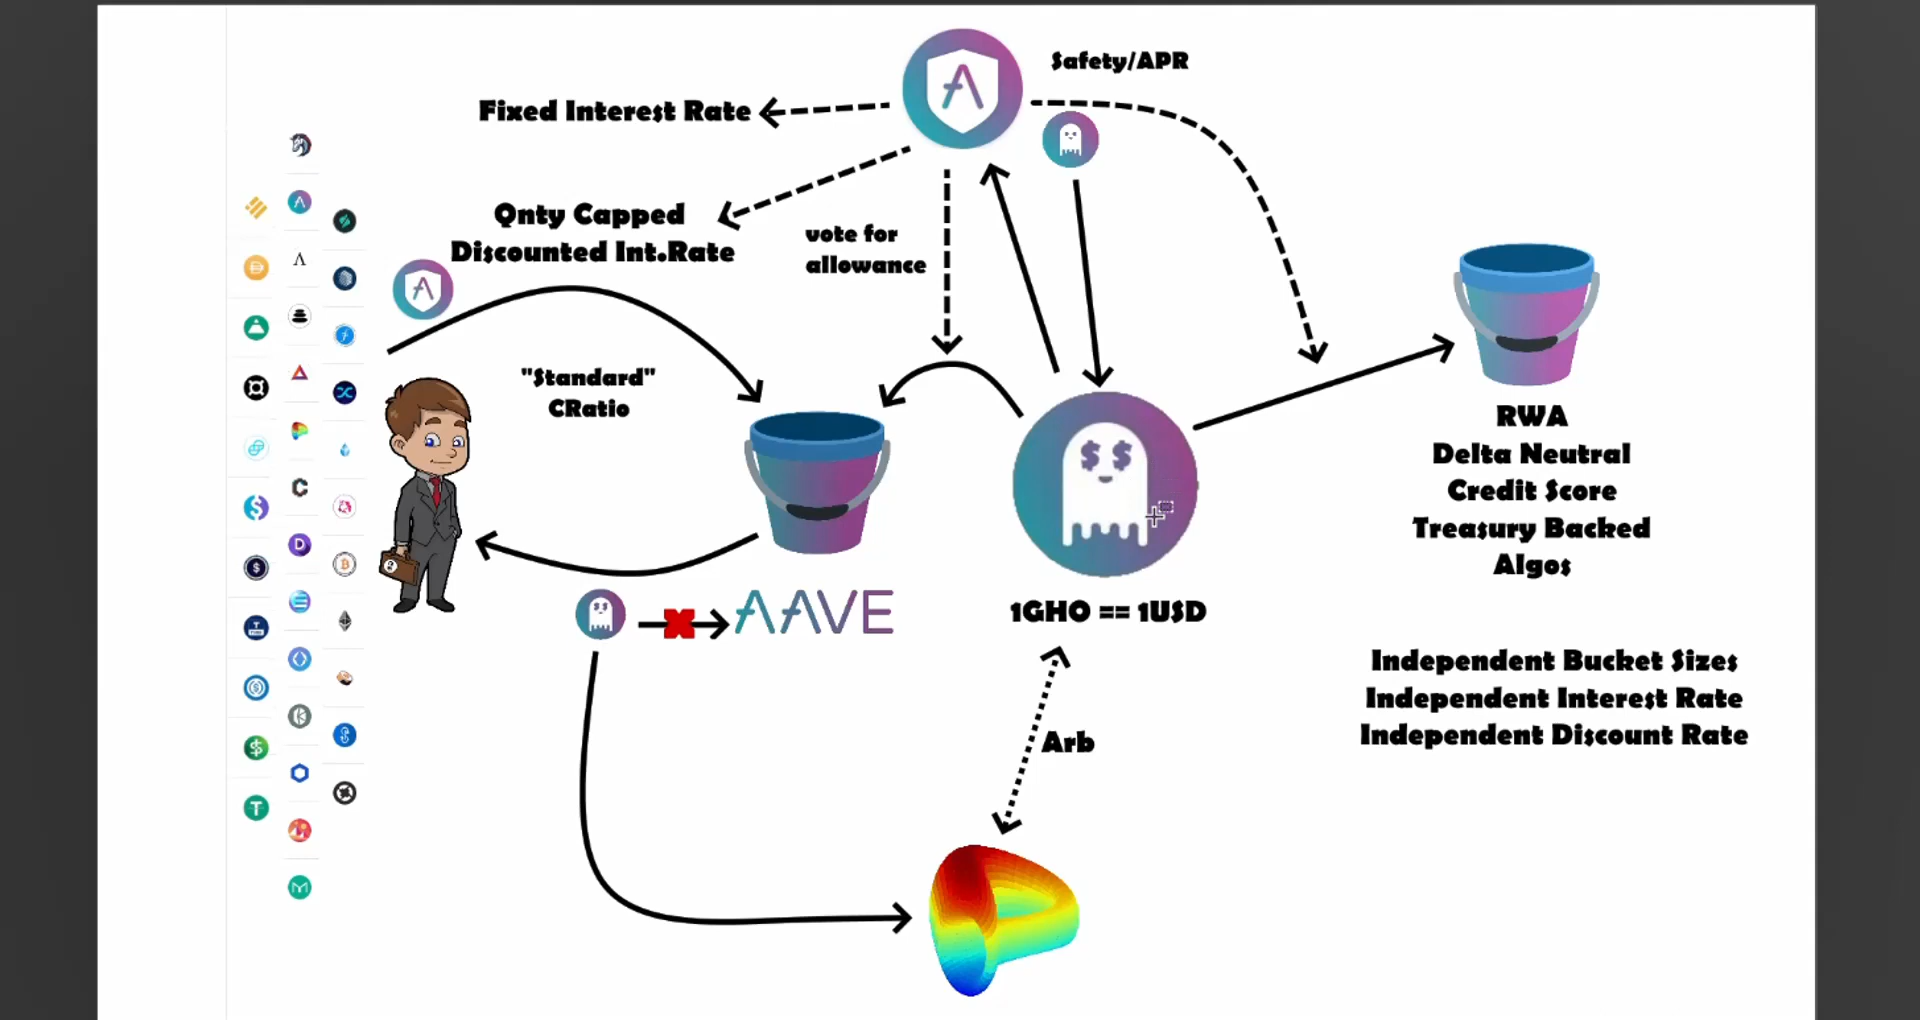 Safety/APR
Fixed Interest Rate
Qnty Capped
Discounted Int.Rate
vote for
allowance
"Standard"
CRatio
AAVE
1GHO == 1USD
Arb
RWA
Delta Neutral
Credit Score
Treasury Backed
Algos
Independent Bucket Sizes
Independent Interest Rate
Independent Discount Rate